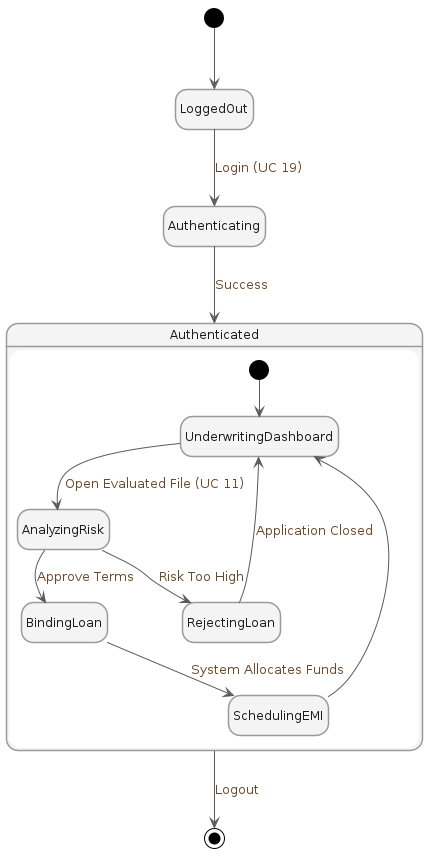 LoggedOut
Login (UC 19)
Authenticating
Success
Authenticated
UnderwritingDashboard
Open Evaluated File (UC 11)
AnalyzingRisk
Application Closed
Approve Terms
Risk Too High
BindingLoan
RejectingLoan
System Allocates Funds
SchedulingEMI
Logout